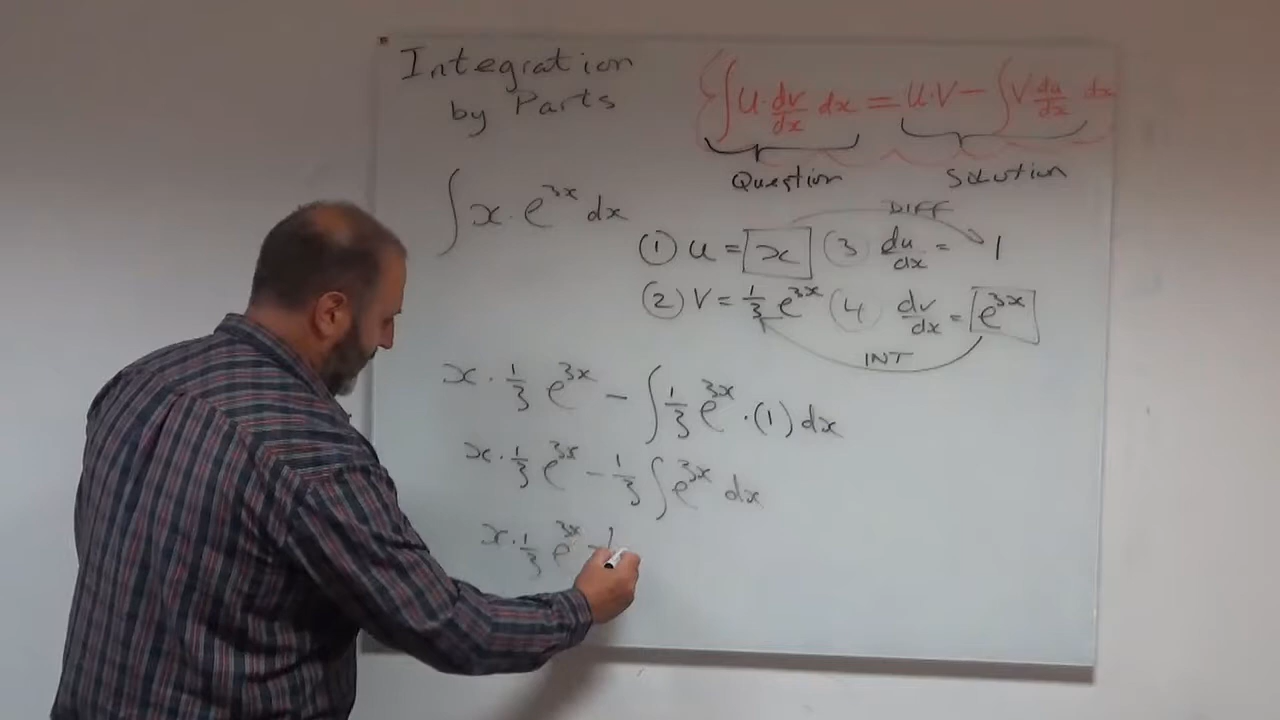 Integration
by Parts
∫ U · dv/dx dx = U·V − ∫ V du/dx dx
Question
Solution
∫ x · e^3x dx
DIFF
(1) u = x (3) du/dx = 1
(2) V = 1/3 e^3x (4) dv/dx = e^3x
INT
x · 1/3 e^3x − ∫ 1/3 e^3x · (1) dx
x · 1/3 e^3x − 1/3 ∫ e^3x dx
x · 1/3 e^3x − 1